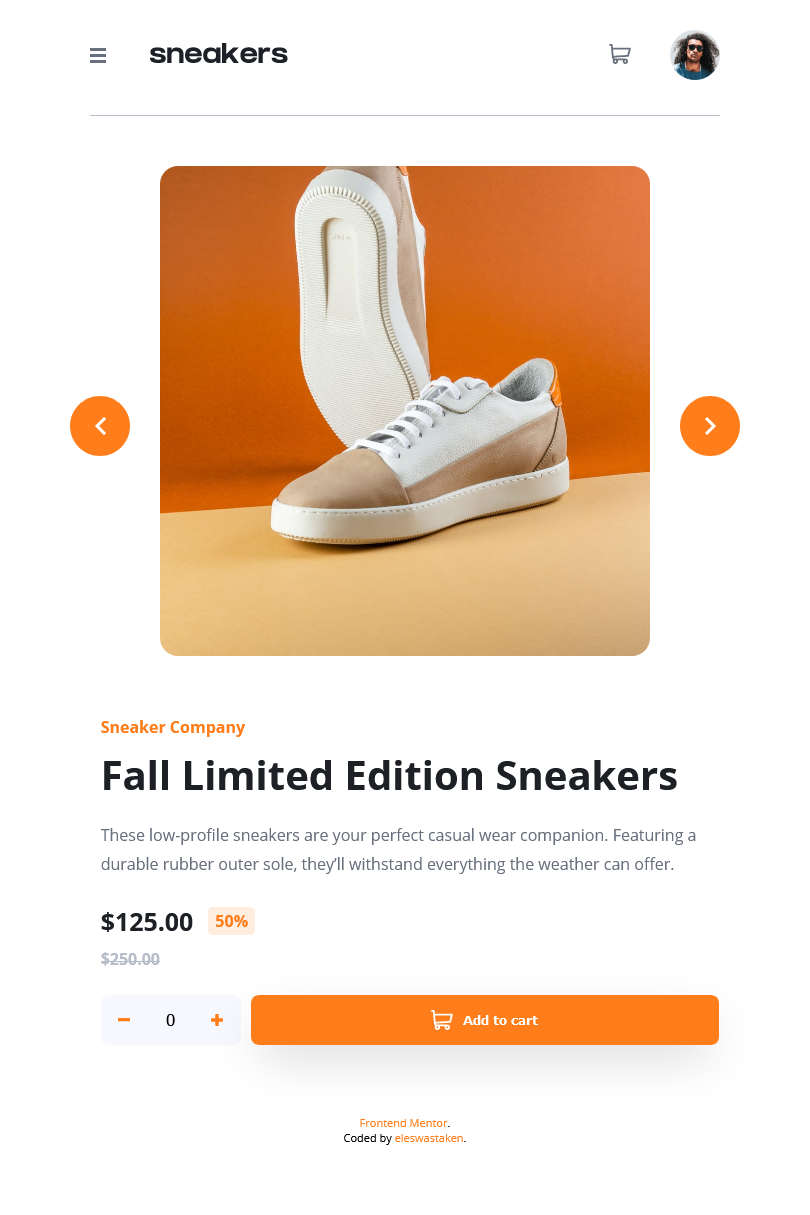 sneakers
Sneaker Company
Fall Limited Edition Sneakers
These low-profile sneakers are your perfect casual wear companion. Featuring a
durable rubber outer sole, they’ll withstand everything the weather can offer.
$125.00 50%
$250.00
0 Add to cart
Frontend Mentor.
Coded by eleswastaken.